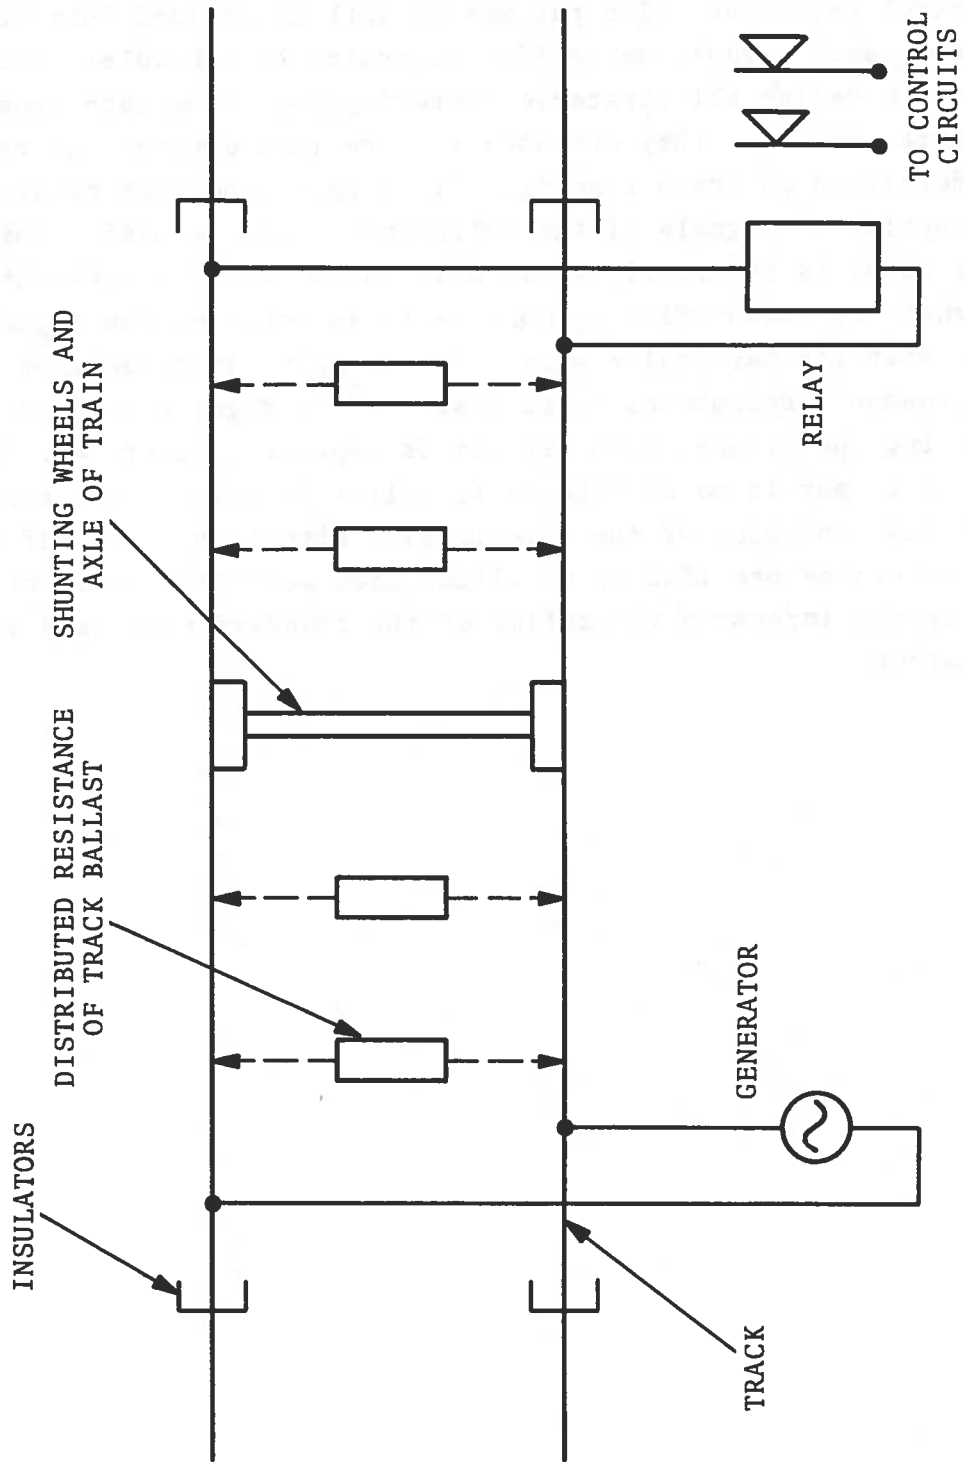 INSULATORS
DISTRIBUTED RESISTANCE
OF TRACK BALLAST
SHUNTING WHEELS AND
AXLE OF TRAIN
TRACK
GENERATOR
RELAY
TO CONTROL
CIRCUITS